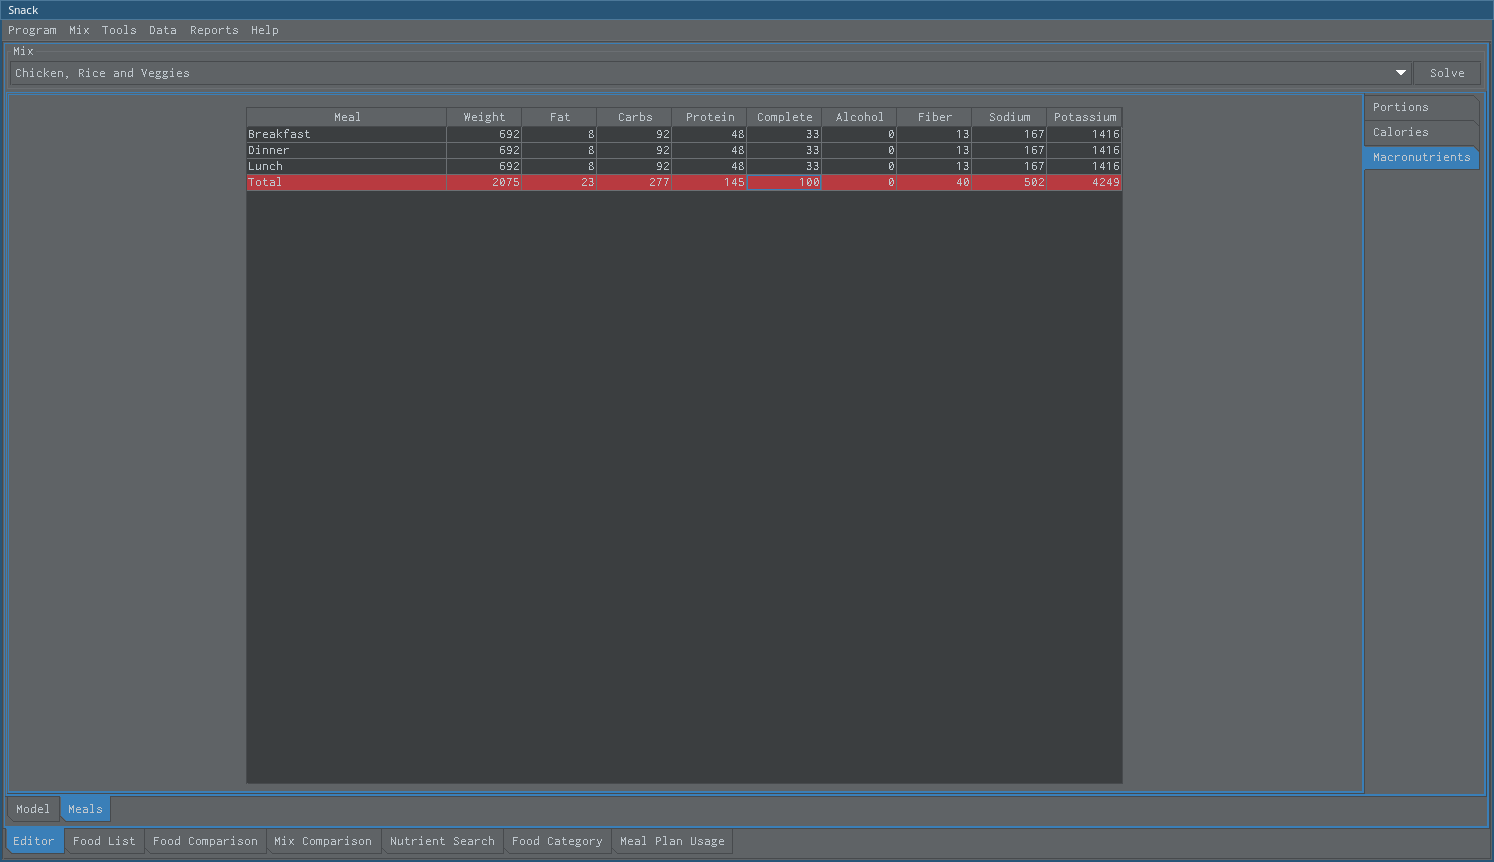 Snack
Program Mix Tools Data Reports Help
Mix
Chicken, Rice and Veggies Solve
Meal Weight Fat Carbs Protein Complete Alcohol Fiber Sodium Potassium
Breakfast 692 8 92 48 33 0 13 167 1416
Dinner 692 8 92 48 33 0 13 167 1416
Lunch 692 8 92 48 33 0 13 167 1416
Total 2075 23 277 145 100 0 40 502 4249
Portions
Calories
Macronutrients
Model Meals
Editor Food List Food Comparison Mix Comparison Nutrient Search Food Category Meal Plan Usage